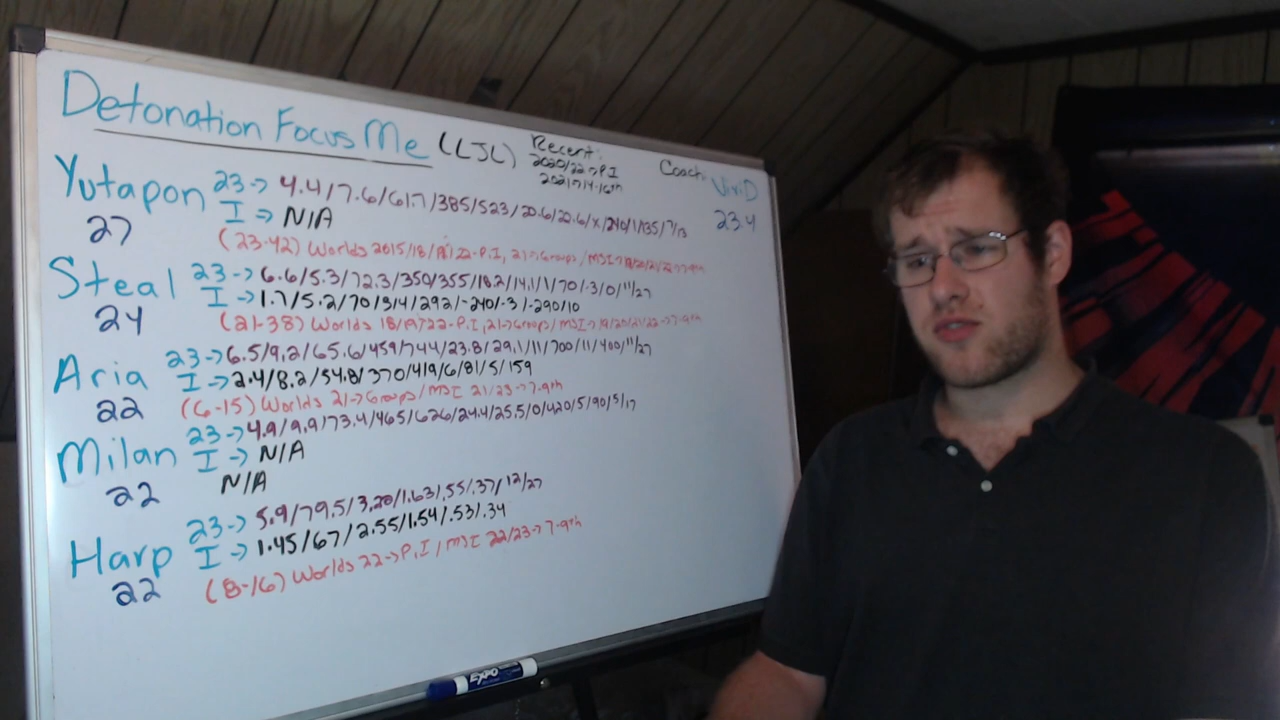 Detonation Focus Me (LJL)
Recent:
2020/22->P.I
2021->14-16th
Coach: ViviD
23.4
Yutapon 23-> 4.4/7.6/61.7/385/523/20.6/20.6/x/240/1/135/7/13
27 I-> N/A
(23-42) Worlds 2015/18/19/22-P.I, 21->Groups/MSI->
Steal 23-> 6.6/5.3/72.3/350/355/18.2/14.1/1/70/-3/0/11/27
24 I->1.7/5.2/70/314/292/-240/-3/-290/10
(21-38) Worlds 18/19/22-P.I, 21->Groups/MSI->19/20/21/22->7-9th
Aria 23->6.5/9.2/65.6/459/744/23.8/29.1/11/700/11/400/11/27
22 I->2.4/8.2/54.8/370/419/6/81/5/159
(6-15) Worlds 21->Groups/MSI 21/23->7-9th
Milan 23->4.9/9.9/73.4/465/626/24.4/25.5/0/420/5/90/5/17
22 I-> N/A
N/A
Harp 23-> 5.9/79.5/3.20/1.63/.55/.37/12/27
22 I-> 1.45/67/2.55/1.54/.53/.34
(8-16) Worlds 22->P.I/MSI 22/23->7-9th
EXPO